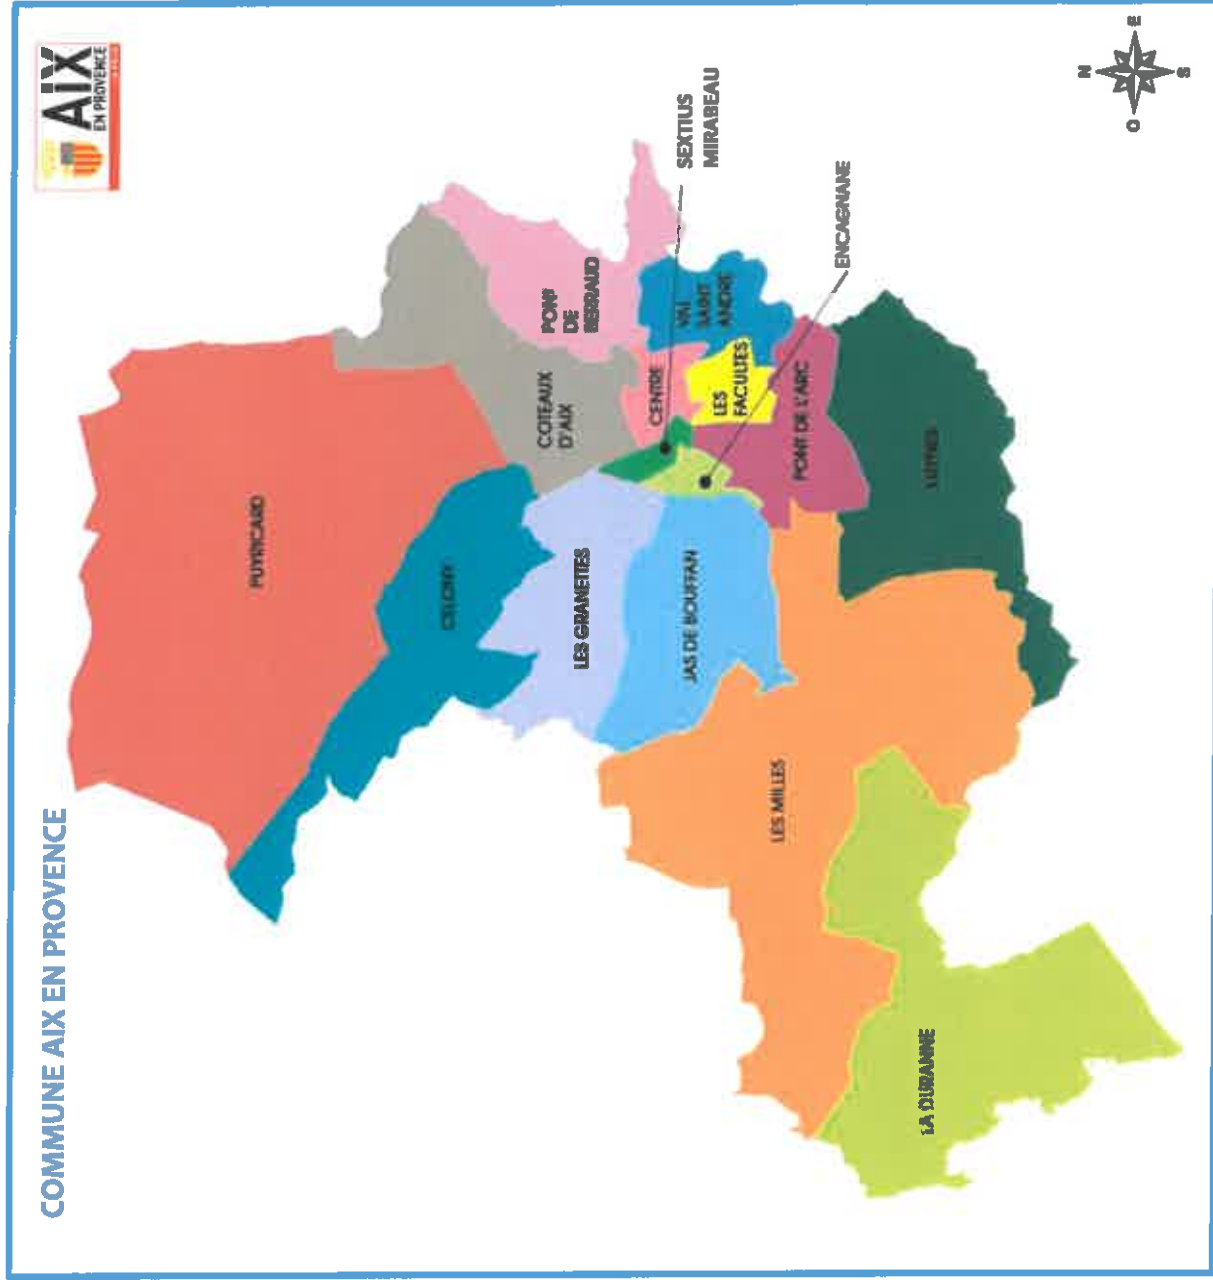 COMMUNE AIX EN PROVENCE
AiX
EN PROVENCE
PUYRICARD
CELONY
COTEAUX
D'AIX
PONT
DE
BERRAUD
LES GRANETTES
CENTRE
SEXTIUS
MIRABEAU
JAS DE BOUFFAN
VAL
SAINT
ANDRE
LES
FACULTES
ENCAGNANE
PONT DE L'ARC
LES MILLES
LUYNES
LA DURANNE
N
O
E
S